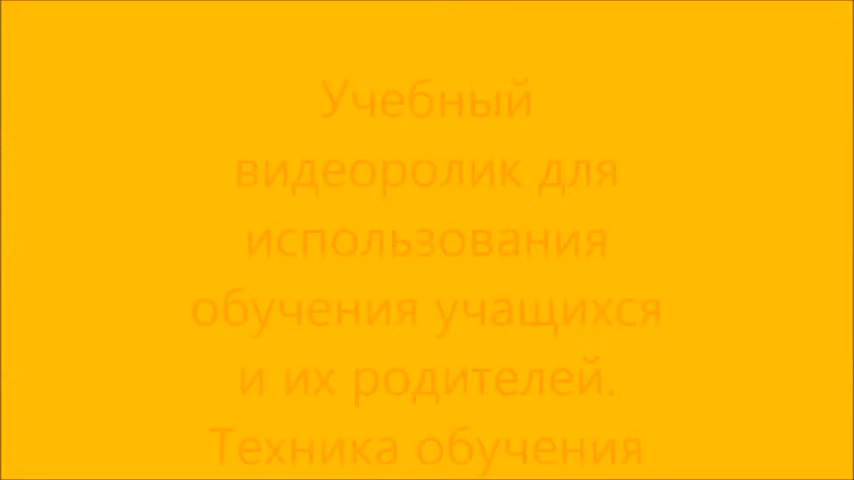 Учебный
видеоролик для
использования
обучения учащихся
и их родителей.
Техника обучения